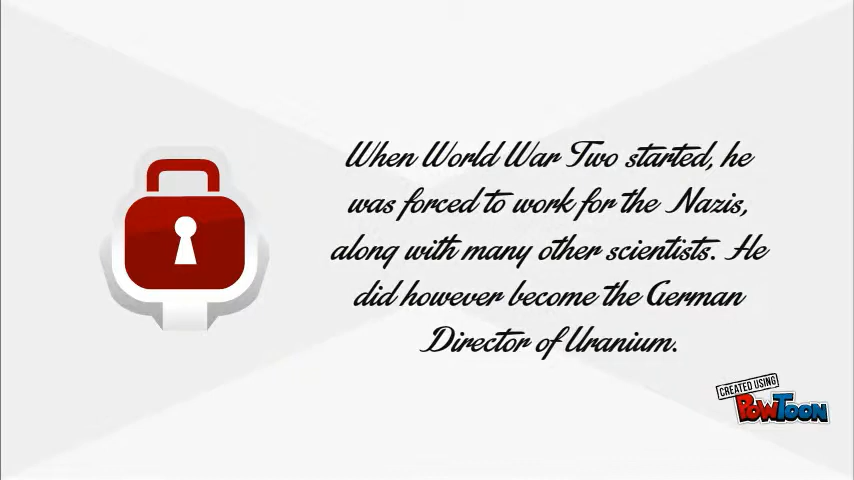 When World War Two started, he
was forced to work for the Nazis,
along with many other scientists. He
did however become the German
Director of Uranium.
CREATED USING
POWTOON